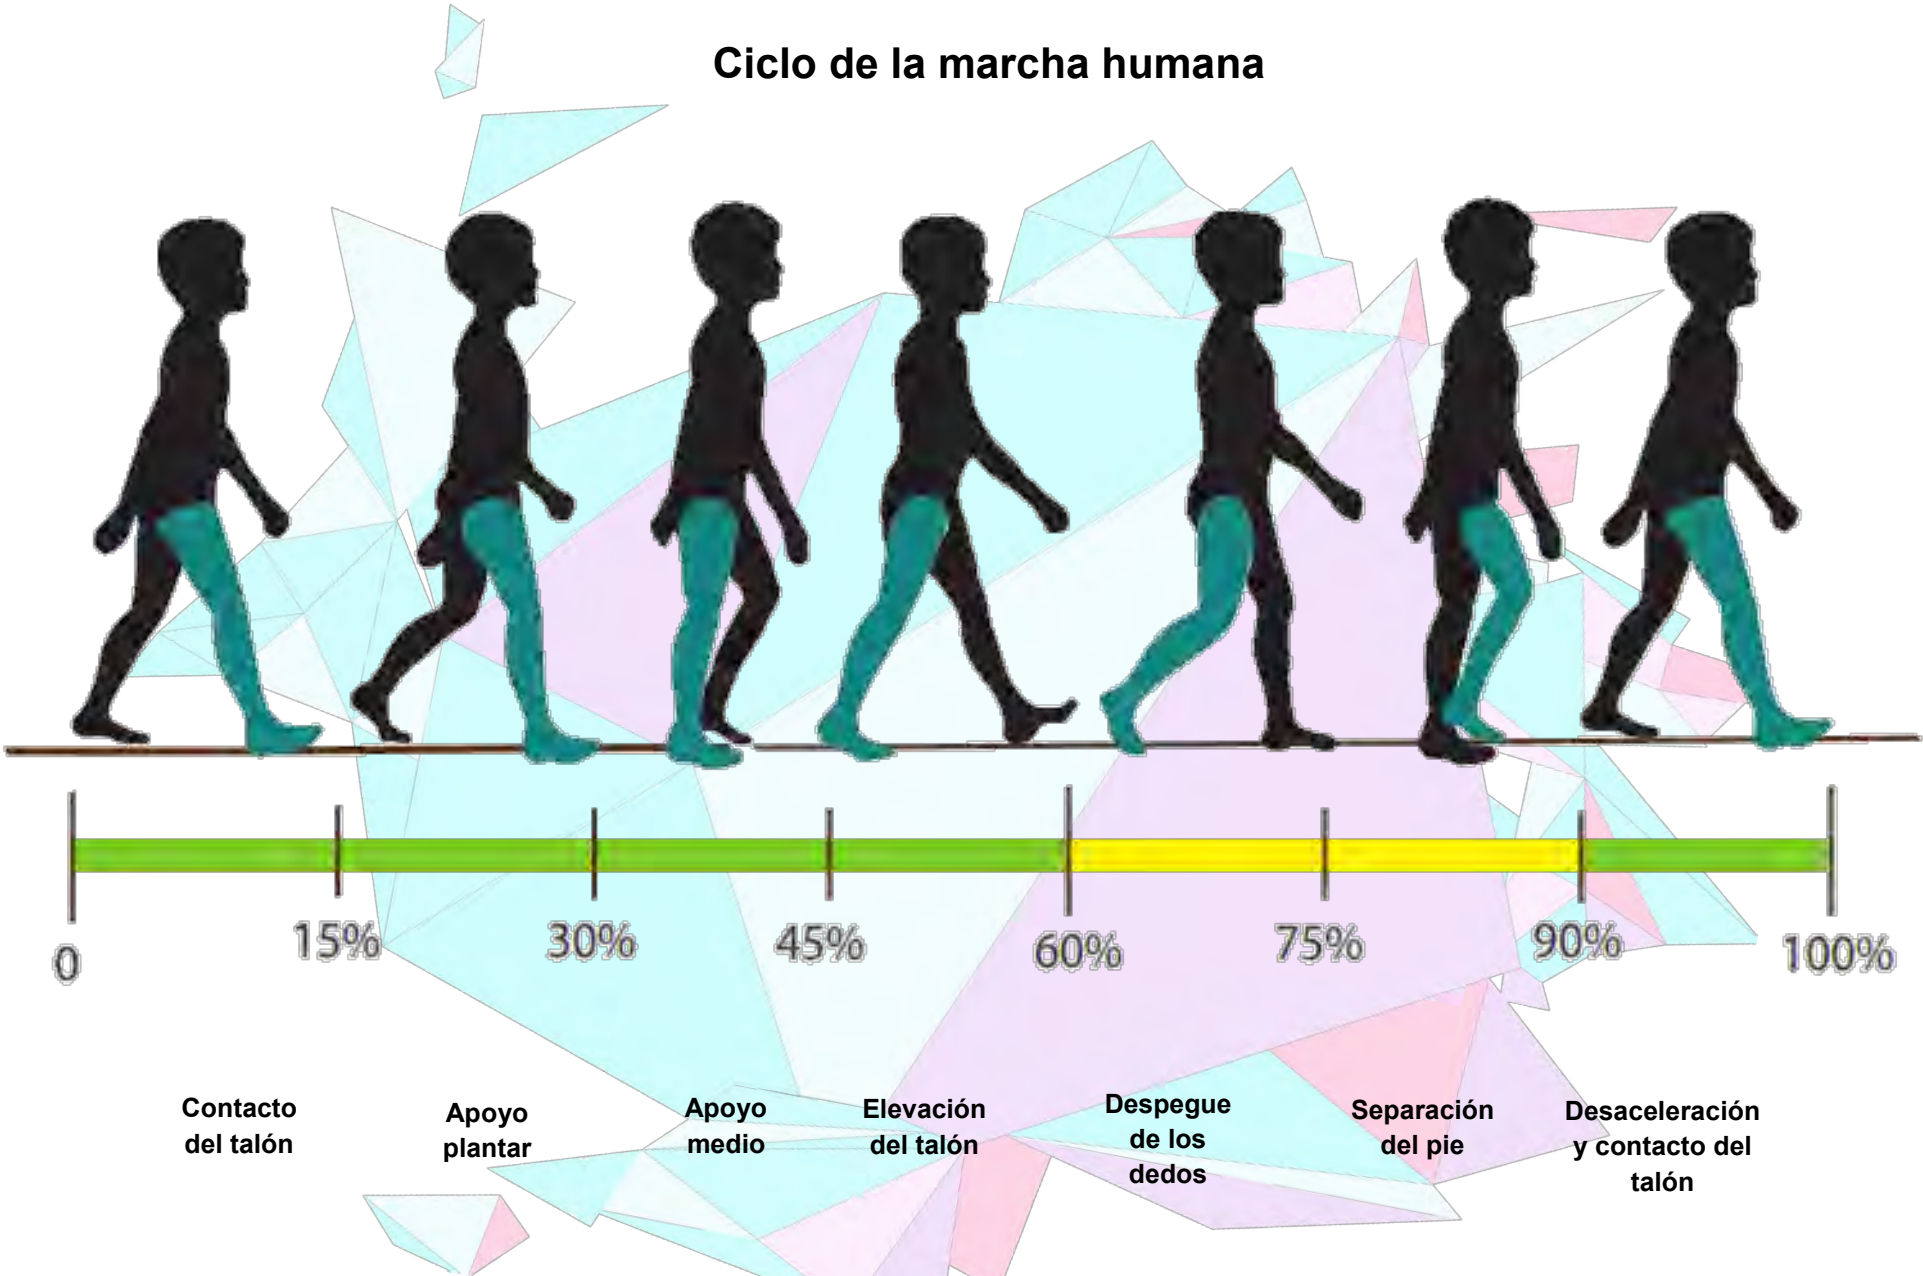 Ciclo de la marcha humana
0
15%
30%
45%
60%
75%
90%
100%
Contacto
del talón
Apoyo
plantar
Apoyo
medio
Elevación
del talón
Despegue
de los
dedos
Separación
del pie
Desaceleración
y contacto del
talón